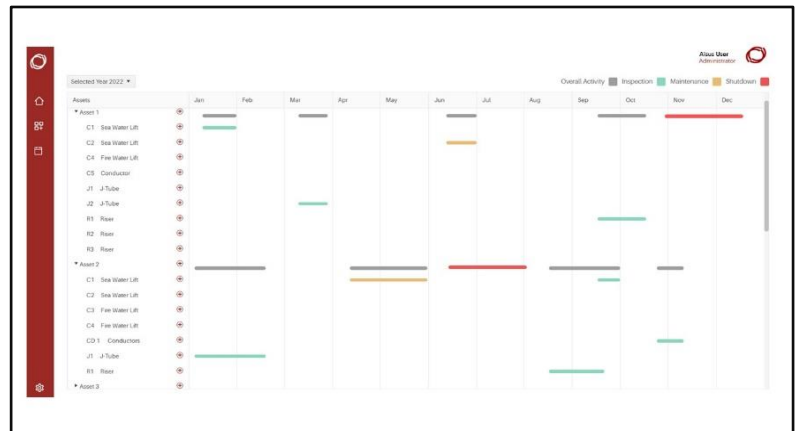 Abus User
Administrator
Selected Year 2022
Overall Activity Inspection Maintenance Shutdown
Assets Jan Feb Mar Apr May Jun Jul Aug Sep Oct Nov Dec
Asset 1
C1 Sea Water Lift
C2 Sea Water Lift
C4 Fire Water Lift
C5 Conductor
J1 J-Tube
J2 J-Tube
R1 Riser
R2 Riser
R3 Riser
Asset 2
C1 Sea Water Lift
C2 Sea Water Lift
C3 Fire Water Lift
C4 Fire Water Lift
CO 1 Conductors
J1 J-Tube
R1 Riser
Asset 3